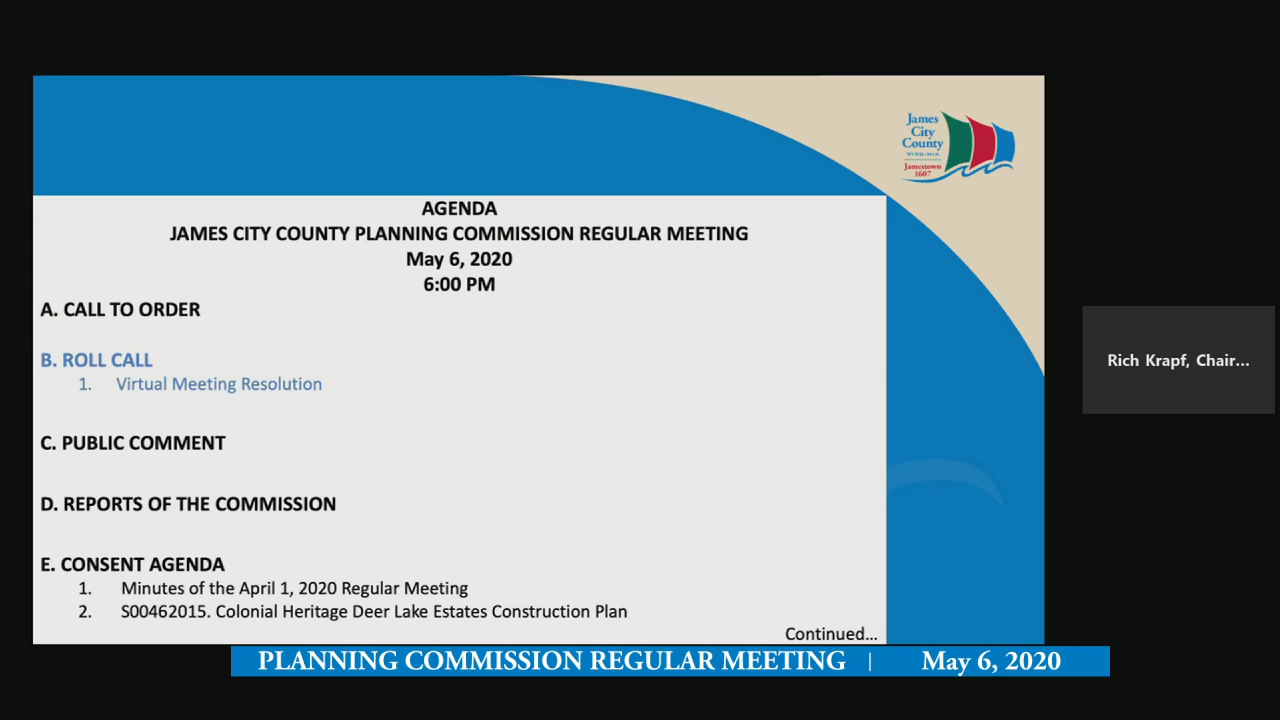 James
City
County
VIRGINIA
Jamestown
1607
AGENDA
JAMES CITY COUNTY PLANNING COMMISSION REGULAR MEETING
May 6, 2020
6:00 PM
A. CALL TO ORDER
B. ROLL CALL
1. Virtual Meeting Resolution
C. PUBLIC COMMENT
D. REPORTS OF THE COMMISSION
E. CONSENT AGENDA
1. Minutes of the April 1, 2020 Regular Meeting
2. S00462015. Colonial Heritage Deer Lake Estates Construction Plan
Continued...
Rich Krapf, Chair...
PLANNING COMMISSION REGULAR MEETING | May 6, 2020